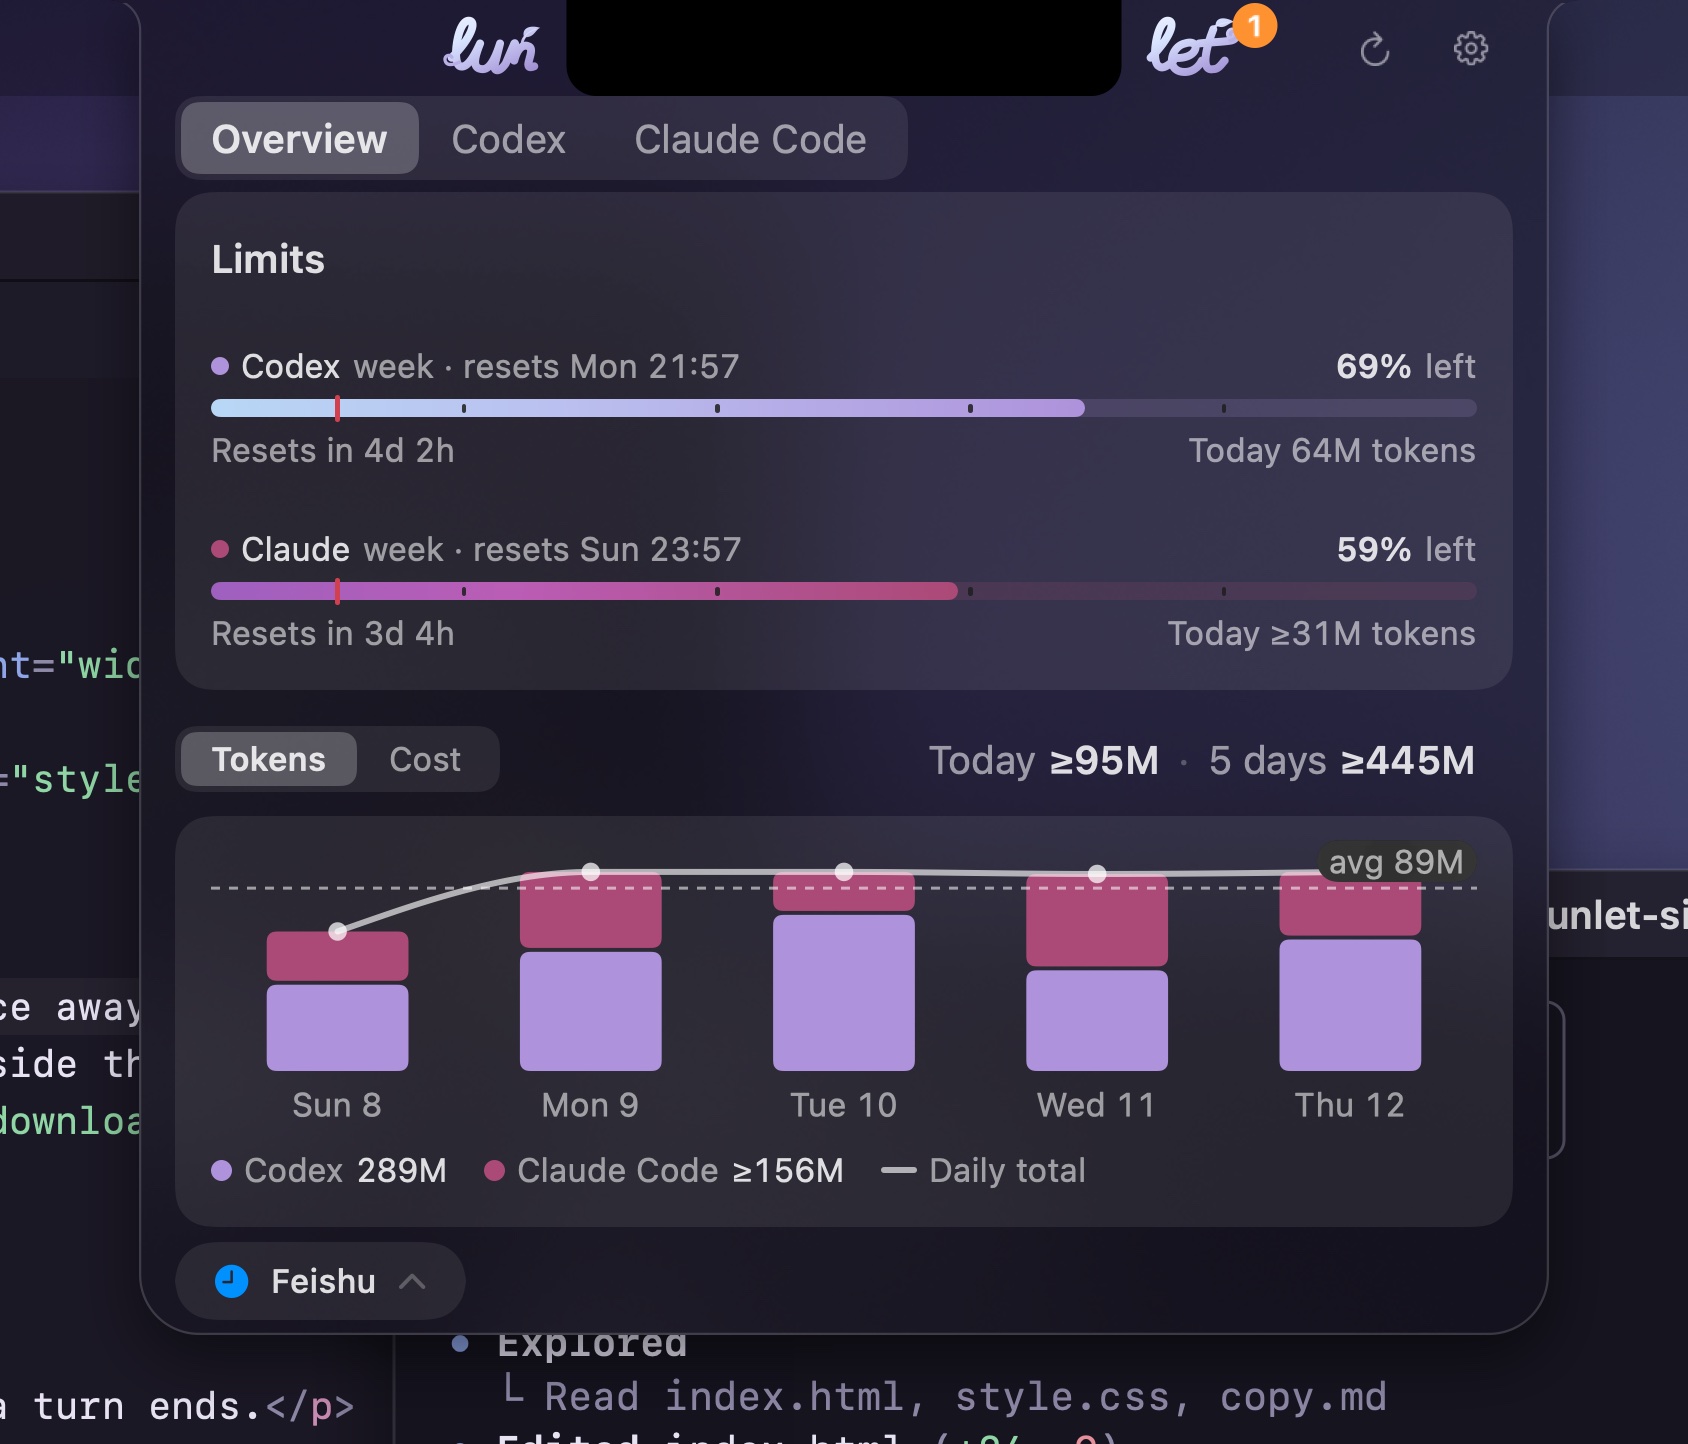 lun let 1
Overview Codex Claude Code
Limits
Codex week · resets Mon 21:57 69% left
Resets in 4d 2h Today 64M tokens
Claude week · resets Sun 23:57 59% left
Resets in 3d 4h Today ≥31M tokens
nt="wid
Tokens Cost Today ≥95M · 5 days ≥445M
="style
avg 89M
unlet-si
ce away
side th
downloa
Sun 8 Mon 9 Tue 10 Wed 11 Thu 12
Codex 289M Claude Code ≥156M Daily total
Feishu
Explored
└ Read index.html, style.css, copy.md
a turn ends.</p>
Edited index.html